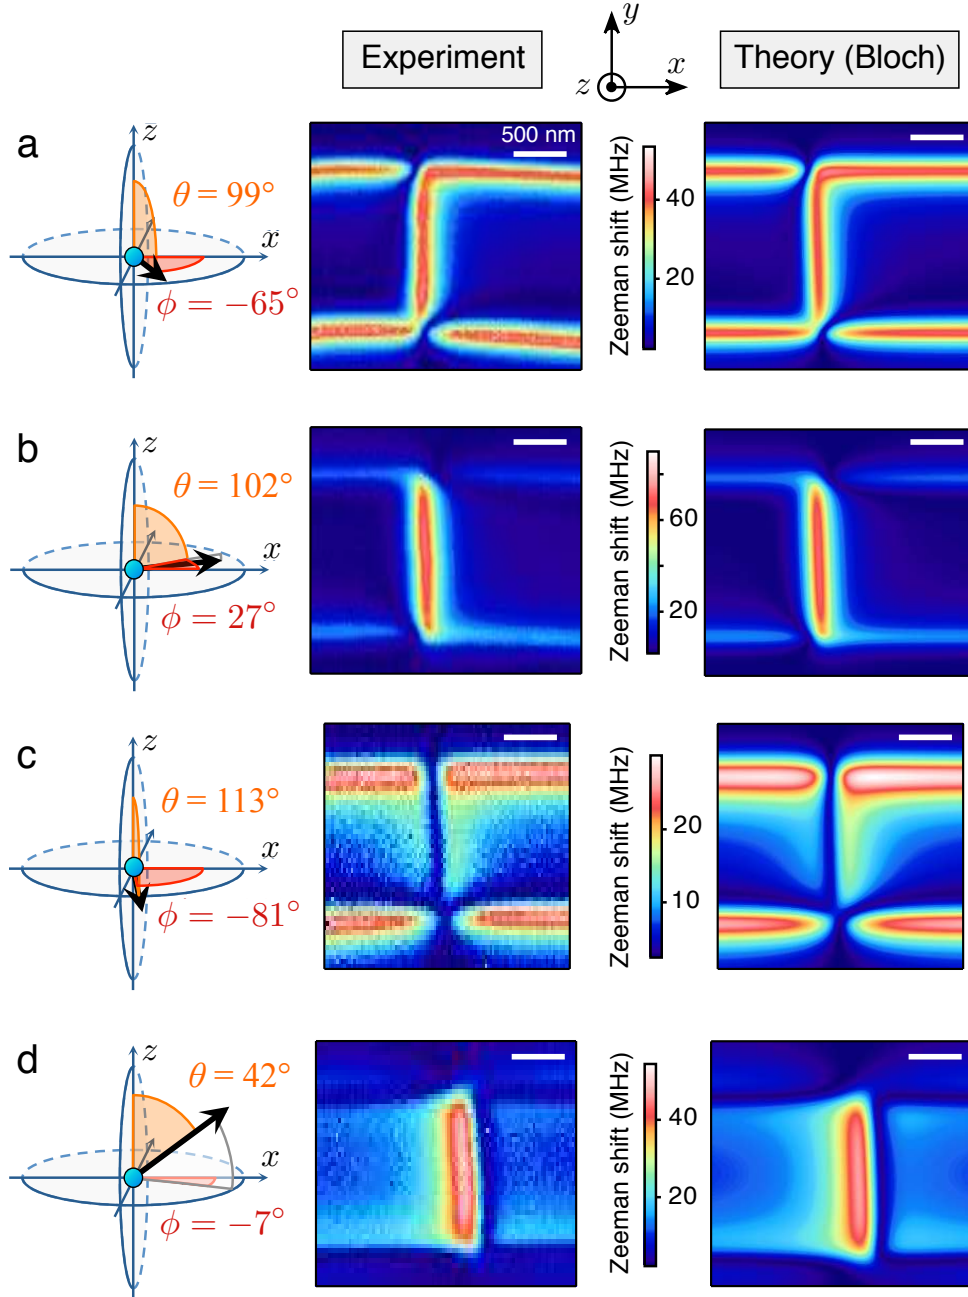 Experiment
y
x
z
Theory (Bloch)
a
z
θ = 99°
x
ϕ = −65°
500 nm
Zeeman shift (MHz)
40
20
b
z
θ = 102°
x
ϕ = 27°
Zeeman shift (MHz)
60
20
c
z
θ = 113°
x
ϕ = −81°
Zeeman shift (MHz)
20
10
d
z
θ = 42°
x
ϕ = −7°
Zeeman shift (MHz)
40
20